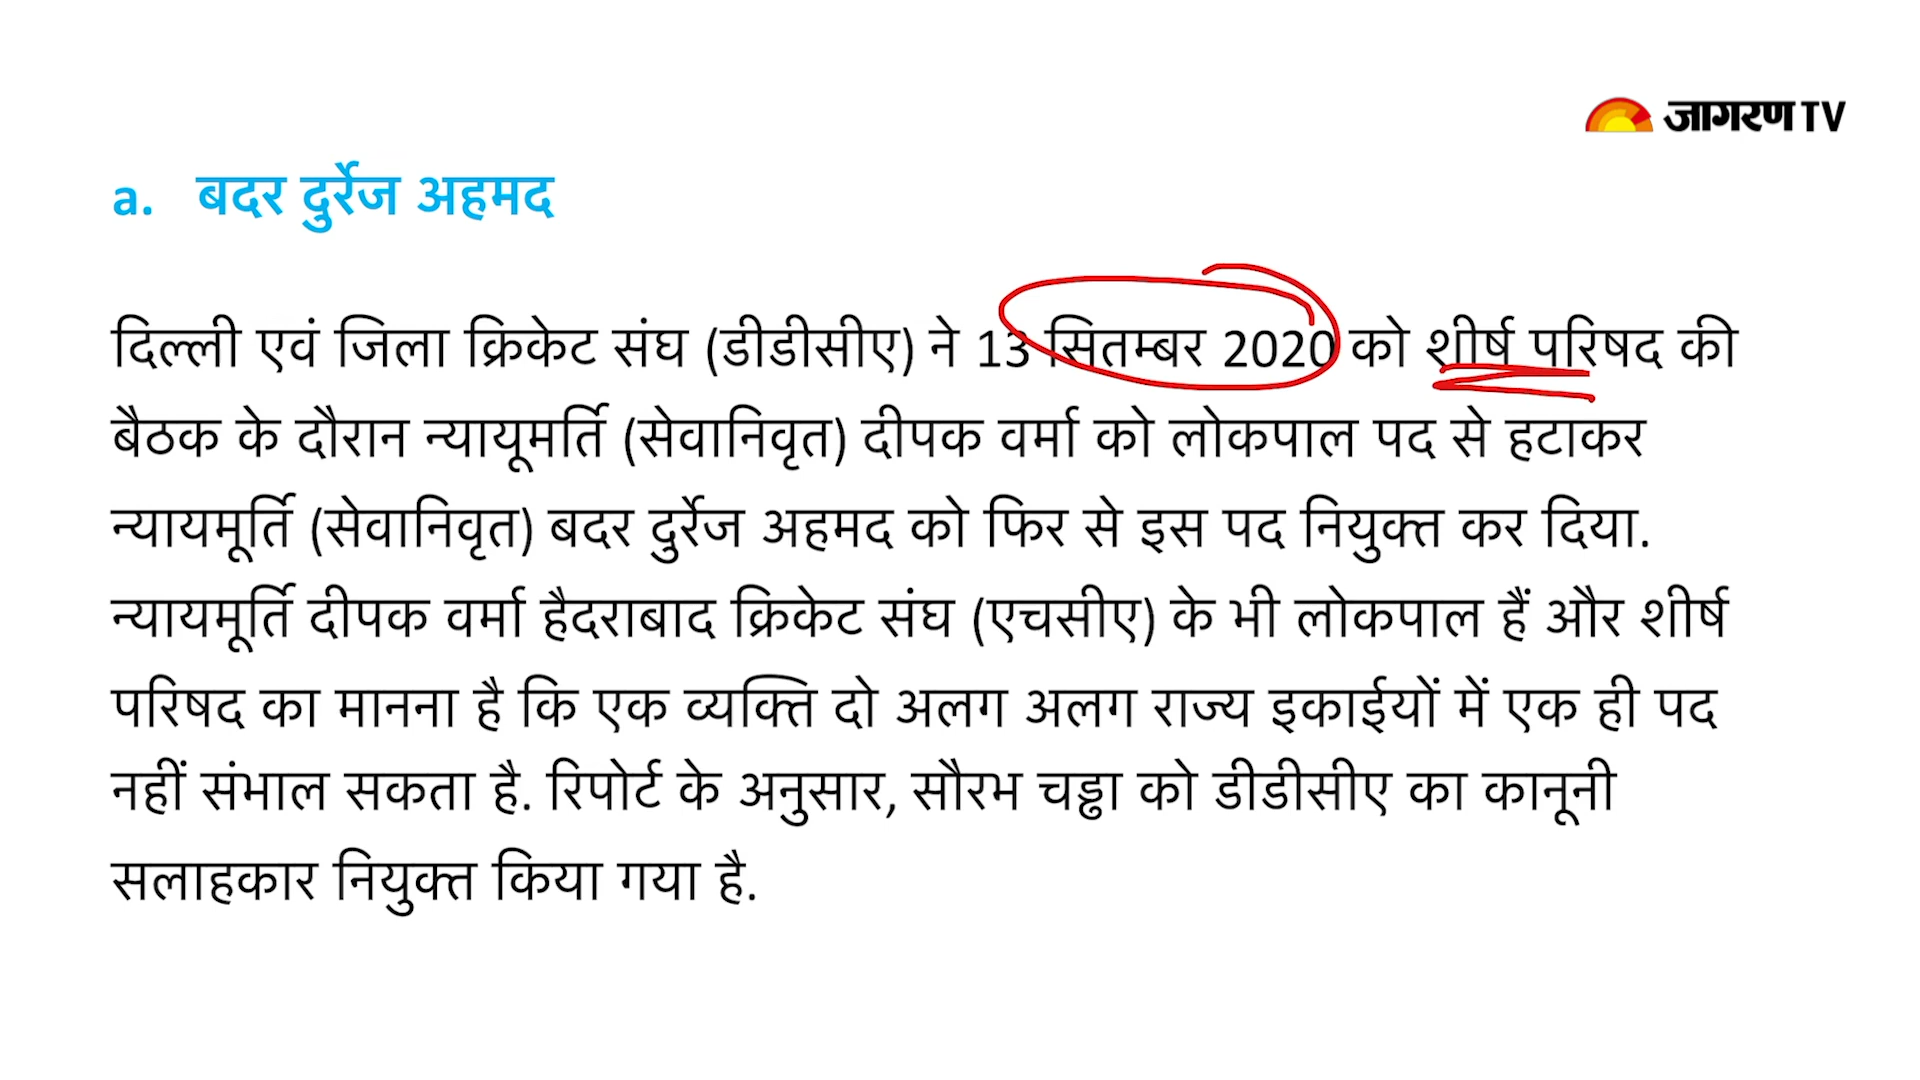 जागरण TV
a. बदर दुर्रेज अहमद
दिल्ली एवं जिला क्रिकेट संघ (डीडीसीए) ने 13 सितम्बर 2020 को शीर्ष परिषद की
बैठक के दौरान न्यायूमर्ति (सेवानिवृत) दीपक वर्मा को लोकपाल पद से हटाकर
न्यायमूर्ति (सेवानिवृत) बदर दुर्रेज अहमद को फिर से इस पद नियुक्त कर दिया.
न्यायमूर्ति दीपक वर्मा हैदराबाद क्रिकेट संघ (एचसीए) के भी लोकपाल हैं और शीर्ष
परिषद का मानना है कि एक व्यक्ति दो अलग अलग राज्य इकाईयों में एक ही पद
नहीं संभाल सकता है. रिपोर्ट के अनुसार, सौरभ चड्ढा को डीडीसीए का कानूनी
सलाहकार नियुक्त किया गया है.